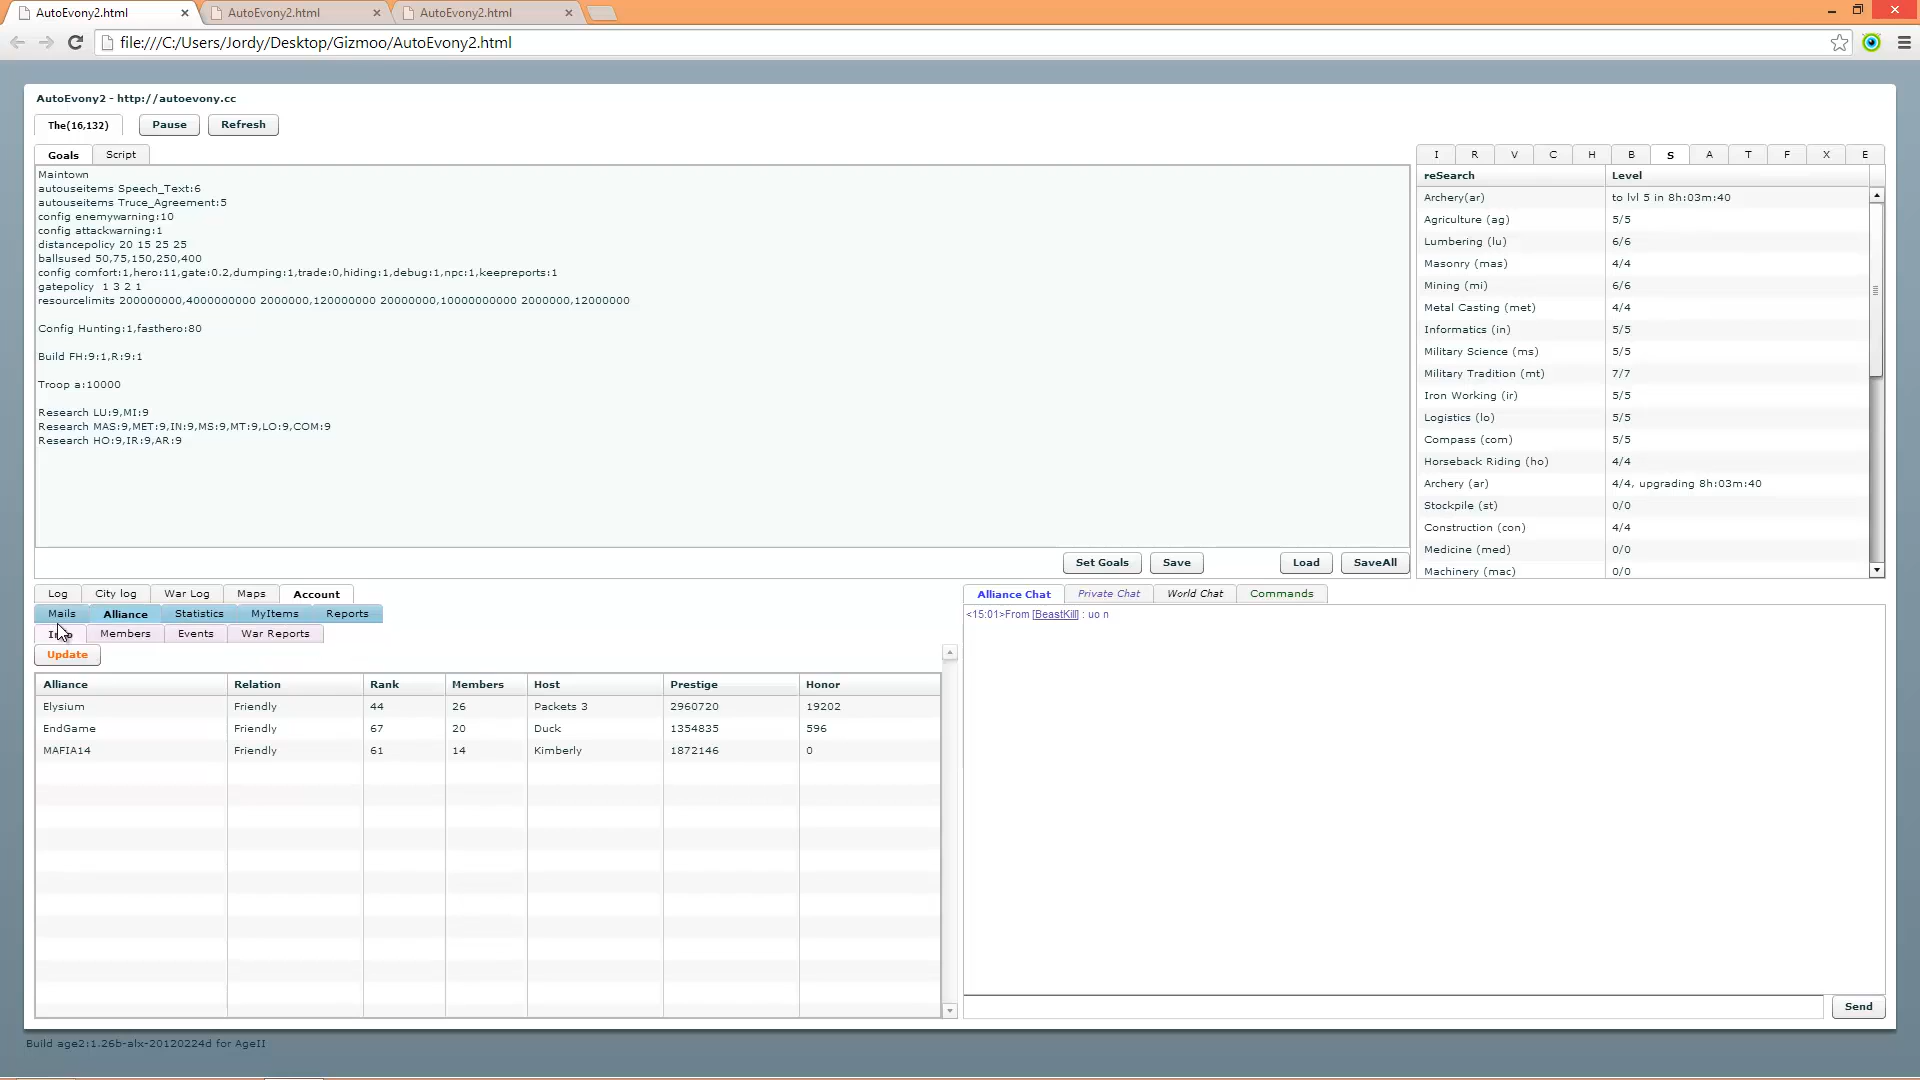 AutoEvony2.html
AutoEvony2.html
AutoEvony2.html
file:///C:/Users/Jordy/Desktop/Gizmoo/AutoEvony2.html
AutoEvony2 - http://autoevony.cc
The(16,132) Pause Refresh
Goals Script
Maintown
autouseitems Speech_Text:6
autouseitems Truce_Agreement:5
config enemywarning:10
config attackwarning:1
distancepolicy 20 15 25 25
ballsused 50,75,150,250,400
config comfort:1,hero:11,gate:0.2,dumping:1,trade:0,hiding:1,debug:1,npc:1,keepreports:1
gatepolicy 1 3 2 1
resourcelimits 200000000,4000000000 2000000,120000000 20000000,10000000000 2000000,12000000
Config Hunting:1,fasthero:80
Build FH:9:1,R:9:1
Troop a:10000
Research LU:9,MI:9
Research MAS:9,MET:9,IN:9,MS:9,MT:9,LO:9,COM:9
Research HO:9,IR:9,AR:9
Set Goals Save Load SaveAll
I R V C H B S A T F X E
reSearch Level
Archery(ar) to lvl 5 in 8h:03m:40
Agriculture (ag) 5/5
Lumbering (lu) 6/6
Masonry (mas) 4/4
Mining (mi) 6/6
Metal Casting (met) 4/4
Informatics (in) 5/5
Military Science (ms) 5/5
Military Tradition (mt) 7/7
Iron Working (ir) 5/5
Logistics (lo) 5/5
Compass (com) 5/5
Horseback Riding (ho) 4/4
Archery (ar) 4/4, upgrading 8h:03m:40
Stockpile (st) 0/0
Construction (con) 4/4
Medicine (med) 0/0
Machinery (mac) 0/0
Log City log War Log Maps Account
Mails Alliance Statistics MyItems Reports
Members Events War Reports
Update
Alliance Relation Rank Members Host Prestige Honor
Elysium Friendly 44 26 Packets 3 2960720 19202
EndGame Friendly 67 20 Duck 1354835 596
MAFIA14 Friendly 61 14 Kimberly 1872146 0
Alliance Chat Private Chat World Chat Commands
<15:01>From [BeastKill] : uo n
Send
Build age2:1.26b-alx-20120224d for AgeII